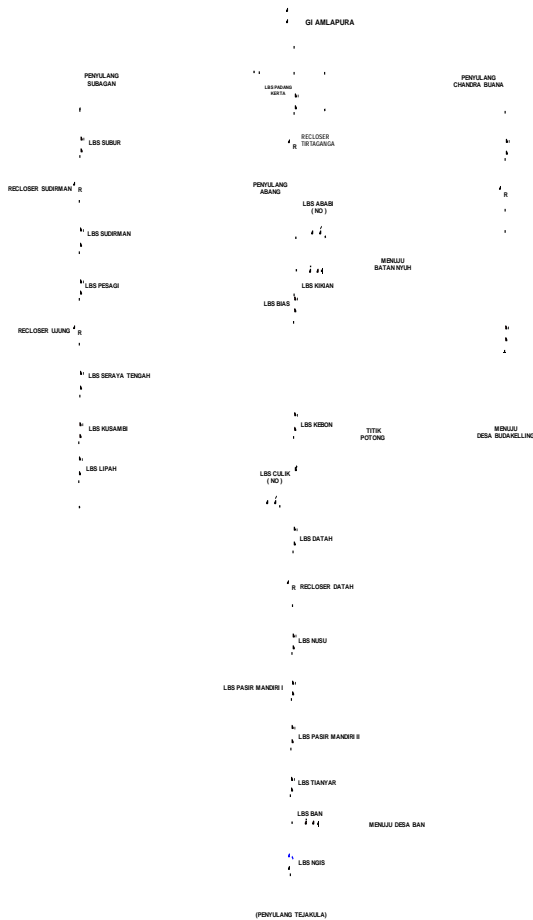 GI AMLAPURA
PENYULANG
SUBAGAN
LBS PADANG
KERTA
PENYULANG
CHANDRA BUANA
LBS SUBUR
R
RECLOSER
TIRTAGANGA
RECLOSER SUDIRMAN
R
PENYULANG
ABANG
R
LBS ABABI
( NO )
LBS SUDIRMAN
MENUJU
BATAN NYUH
LBS PESAGI
LBS KIKIAN
LBS BIAS
RECLOSER UJUNG
R
LBS SERAYA TENGAH
LBS KUSAMBI
LBS KEBON
TITIK
POTONG
MENUJU
DESA BUDAKELLING
LBS LIPAH
LBS CULIK
( NO )
LBS DATAH
R
RECLOSER DATAH
LBS NUSU
LBS PASIR MANDIRI I
LBS PASIR MANDIRI II
LBS TIANYAR
LBS BAN
MENUJU DESA BAN
LBS NGIS
(PENYULANG TEJAKULA)